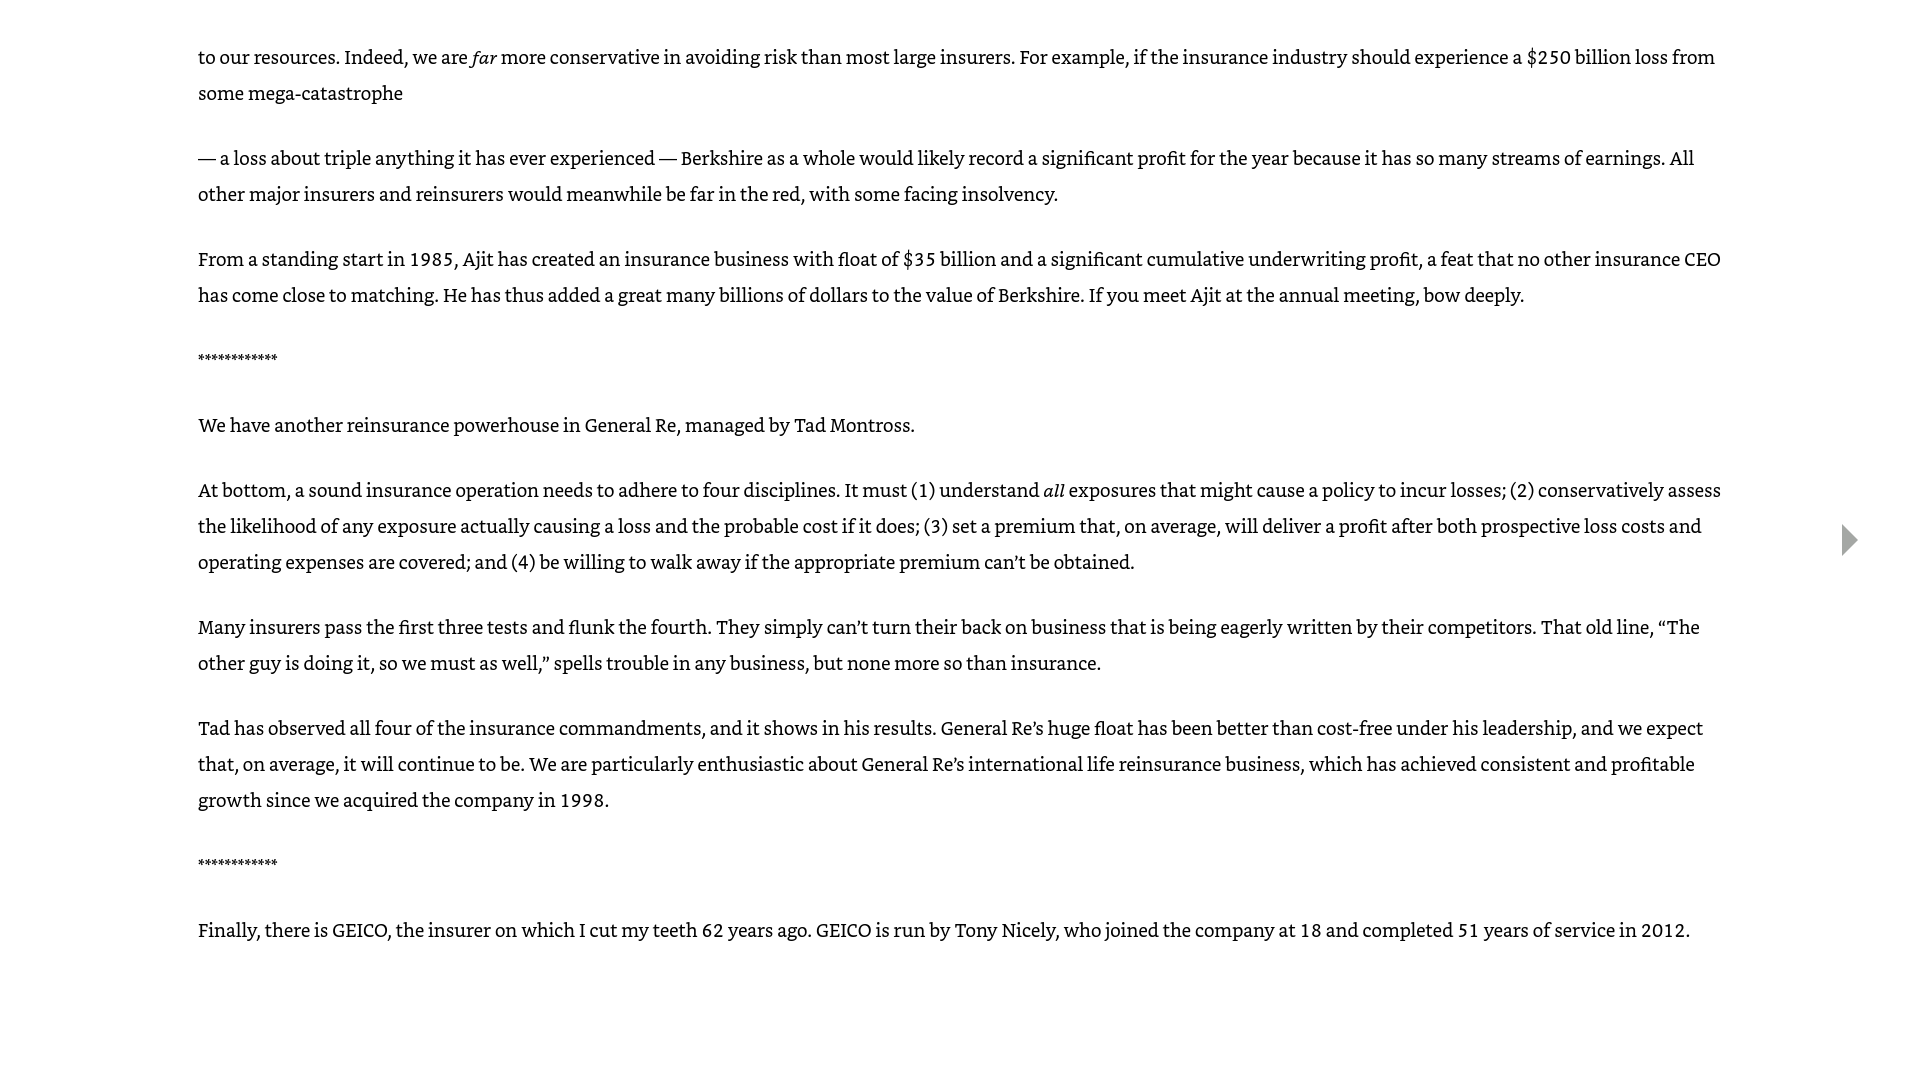 to our resources. Indeed, we are far more conservative in avoiding risk than most large insurers. For example, if the insurance industry should experience a $250 billion loss from
some mega-catastrophe
— a loss about triple anything it has ever experienced — Berkshire as a whole would likely record a significant profit for the year because it has so many streams of earnings. All
other major insurers and reinsurers would meanwhile be far in the red, with some facing insolvency.
From a standing start in 1985, Ajit has created an insurance business with float of $35 billion and a significant cumulative underwriting profit, a feat that no other insurance CEO
has come close to matching. He has thus added a great many billions of dollars to the value of Berkshire. If you meet Ajit at the annual meeting, bow deeply.
************
We have another reinsurance powerhouse in General Re, managed by Tad Montross.
At bottom, a sound insurance operation needs to adhere to four disciplines. It must (1) understand all exposures that might cause a policy to incur losses; (2) conservatively assess
the likelihood of any exposure actually causing a loss and the probable cost if it does; (3) set a premium that, on average, will deliver a profit after both prospective loss costs and
operating expenses are covered; and (4) be willing to walk away if the appropriate premium can’t be obtained.
Many insurers pass the first three tests and flunk the fourth. They simply can’t turn their back on business that is being eagerly written by their competitors. That old line, “The
other guy is doing it, so we must as well,” spells trouble in any business, but none more so than insurance.
Tad has observed all four of the insurance commandments, and it shows in his results. General Re’s huge float has been better than cost-free under his leadership, and we expect
that, on average, it will continue to be. We are particularly enthusiastic about General Re’s international life reinsurance business, which has achieved consistent and profitable
growth since we acquired the company in 1998.
************
Finally, there is GEICO, the insurer on which I cut my teeth 62 years ago. GEICO is run by Tony Nicely, who joined the company at 18 and completed 51 years of service in 2012.